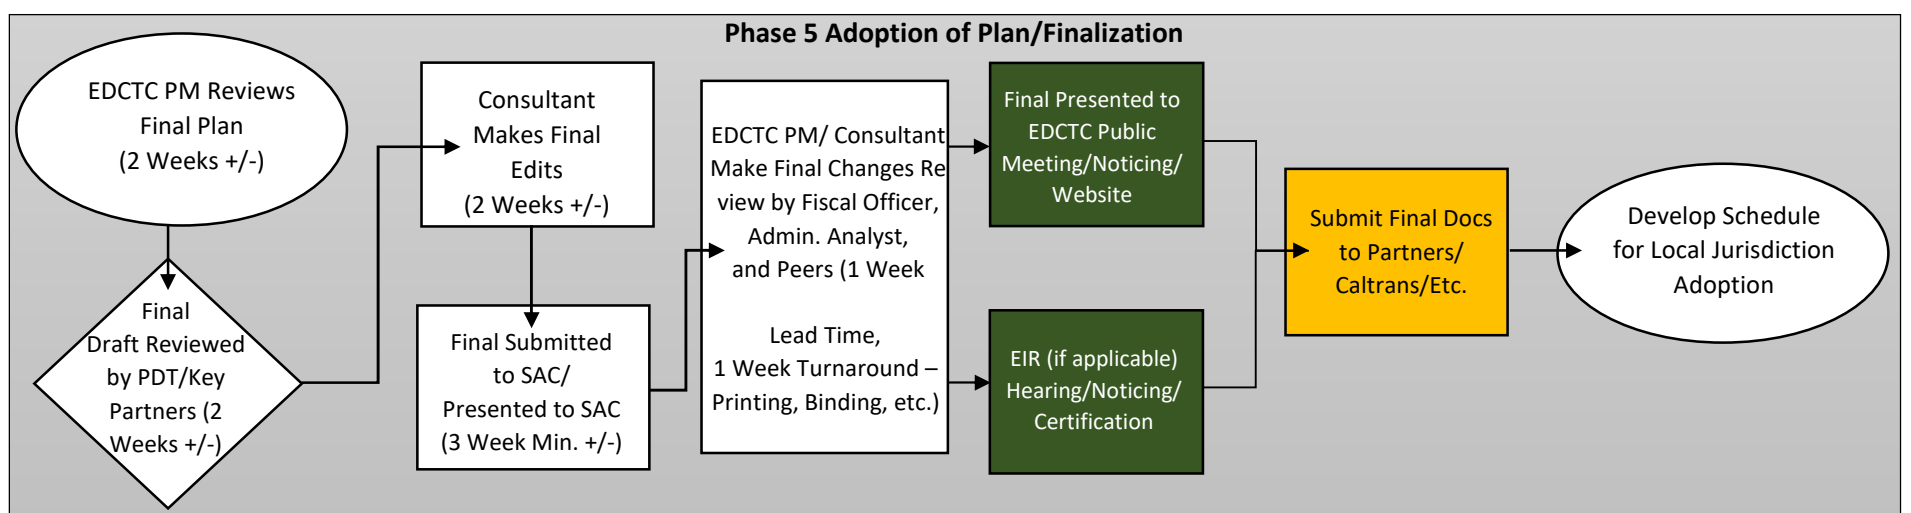 Phase 5 Adoption of Plan/Finalization
EDCTC PM Reviews
Final Plan
(2 Weeks +/-)
Final
Draft Reviewed
by PDT/Key
Partners (2
Weeks +/-)
Consultant
Makes Final
Edits
(2 Weeks +/-)
Final Submitted
to SAC/
Presented to SAC
(3 Week Min. +/-)
EDCTC PM/ Consultant
Make Final Changes Re
view by Fiscal Officer,
Admin. Analyst,
and Peers (1 Week
Lead Time,
1 Week Turnaround –
Printing, Binding, etc.)
Final Presented to
EDCTC Public
Meeting/Noticing/
Website
EIR (if applicable)
Hearing/Noticing/
Certification
Submit Final Docs
to Partners/
Caltrans/Etc.
Develop Schedule
for Local Jurisdiction
Adoption